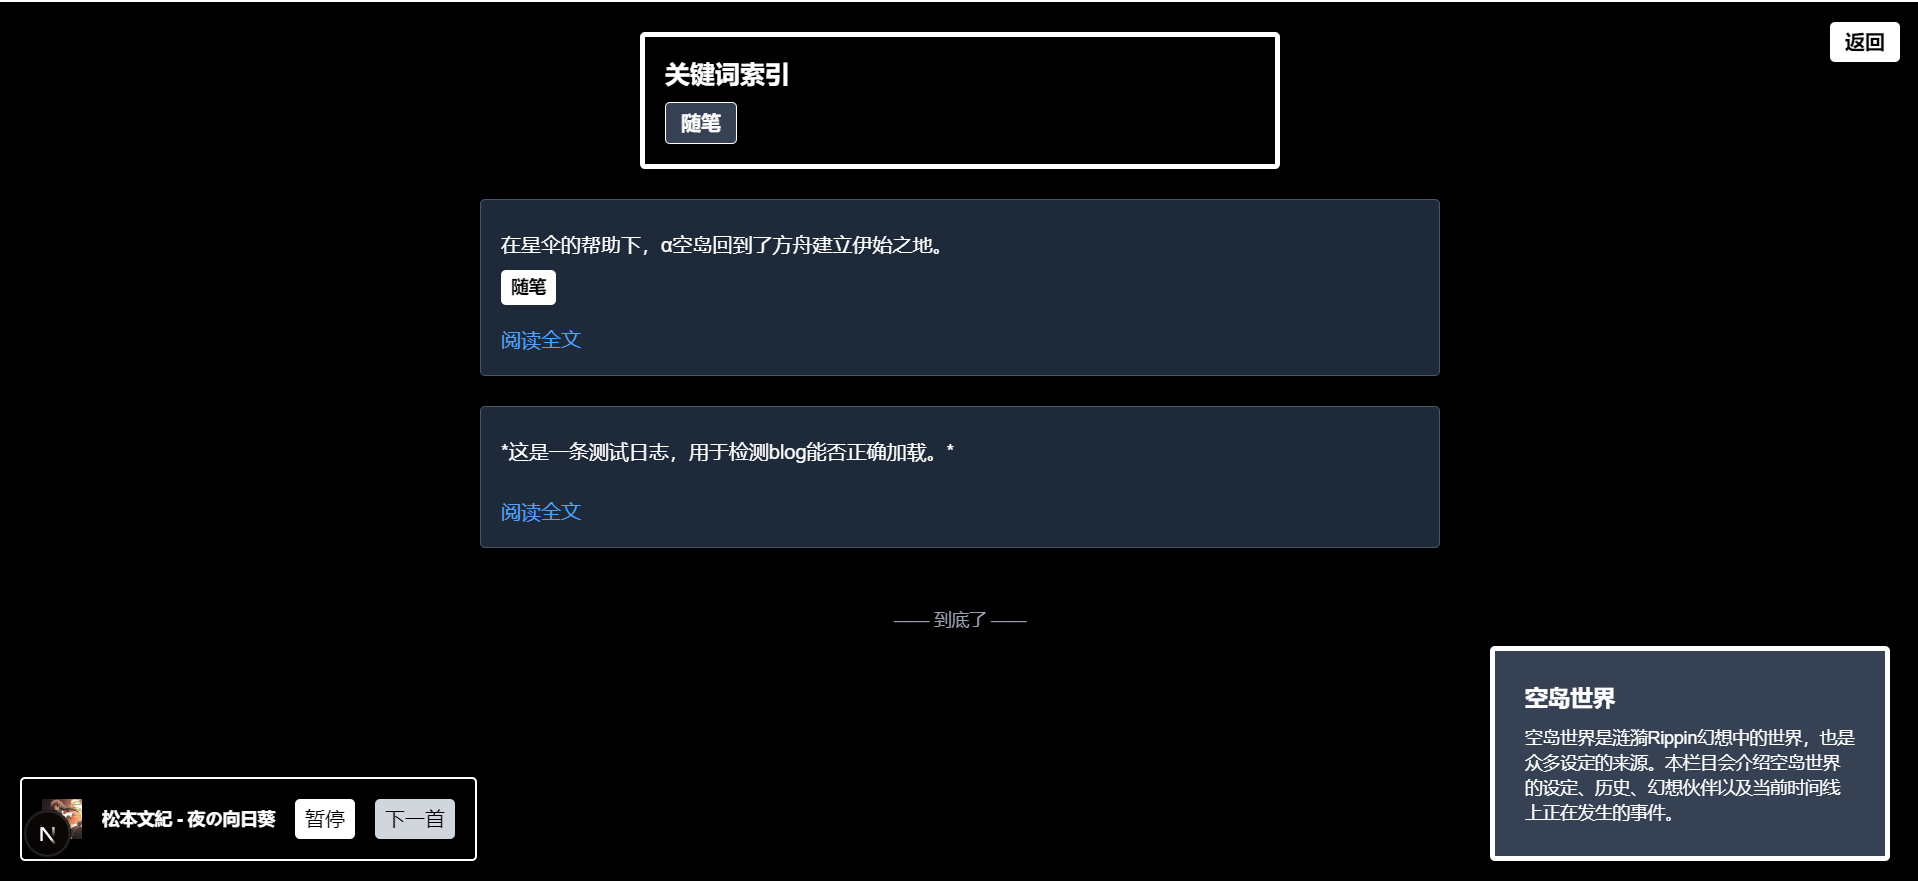 返回
关键词索引
随笔
在星伞的帮助下，α空岛回到了方舟建立伊始之地。
随笔
阅读全文
*这是一条测试日志，用于检测blog能否正确加载。*
阅读全文
—— 到底了 ——
空岛世界
空岛世界是涟漪Rippin幻想中的世界，也是
众多设定的来源。本栏目会介绍空岛世界
的设定、历史、幻想伙伴以及当前时间线
上正在发生的事件。
N
松本文紀 - 夜の向日葵
暂停
下一首